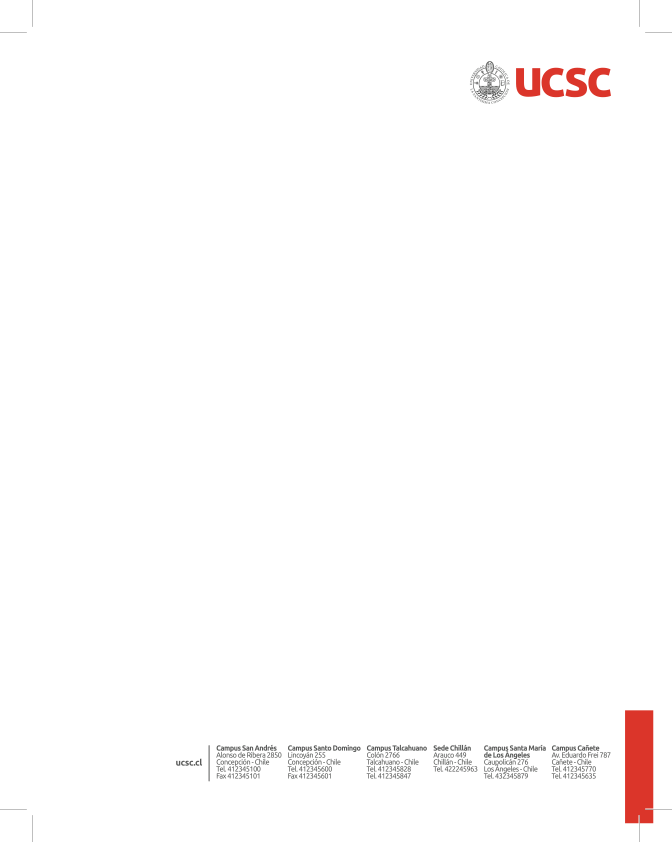 UCSC
ucsc.cl
Campus San Andrés
Alonso de Ribera 2850
Concepción - Chile
Tel. 412345100
Fax 412345101
Campus Santo Domingo
Lincoyán 255
Concepción - Chile
Tel. 412345600
Fax 412345601
Campus Talcahuano
Colón 2766
Talcahuano - Chile
Tel. 412345828
Tel. 412345847
Sede Chillán
Arauco 449
Chillán - Chile
Tel. 422245963
Campus Santa María
de Los Ángeles
Caupolicán 276
Los Ángeles - Chile
Tel. 432345879
Campus Cañete
Av. Eduardo Frei 787
Cañete - Chile
Tel. 412345770
Tel. 412345635